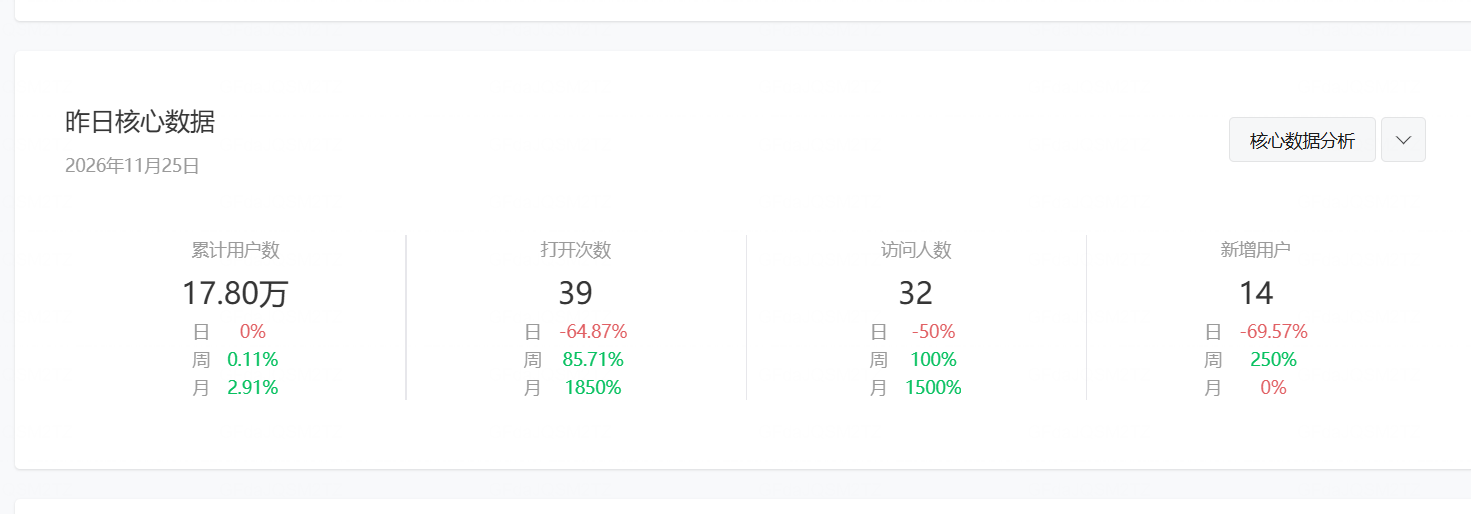 昨日核心数据
2026年11月25日
核心数据分析
累计用户数
17.80万
日 0%
周 0.11%
月 2.91%
打开次数
39
日 -64.87%
周 85.71%
月 1850%
访问人数
32
日 -50%
周 100%
月 1500%
新增用户
14
日 -69.57%
周 250%
月 0%